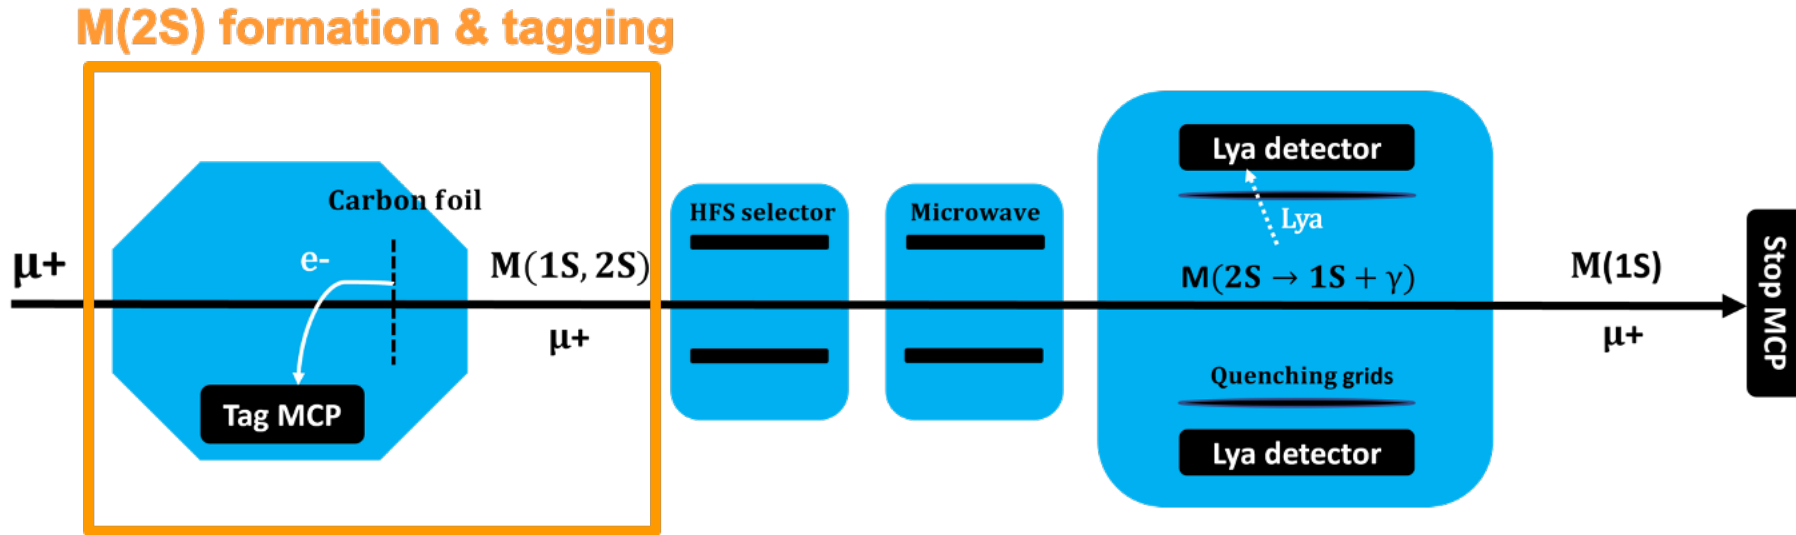 M(2S) formation & tagging
Carbon foil
e-
Tag MCP
μ+
M(1S, 2S)
μ+
HFS selector
Microwave
Lya detector
Lya
M(2S → 1S + γ)
Quenching grids
Lya detector
M(1S)
μ+
Stop MCP